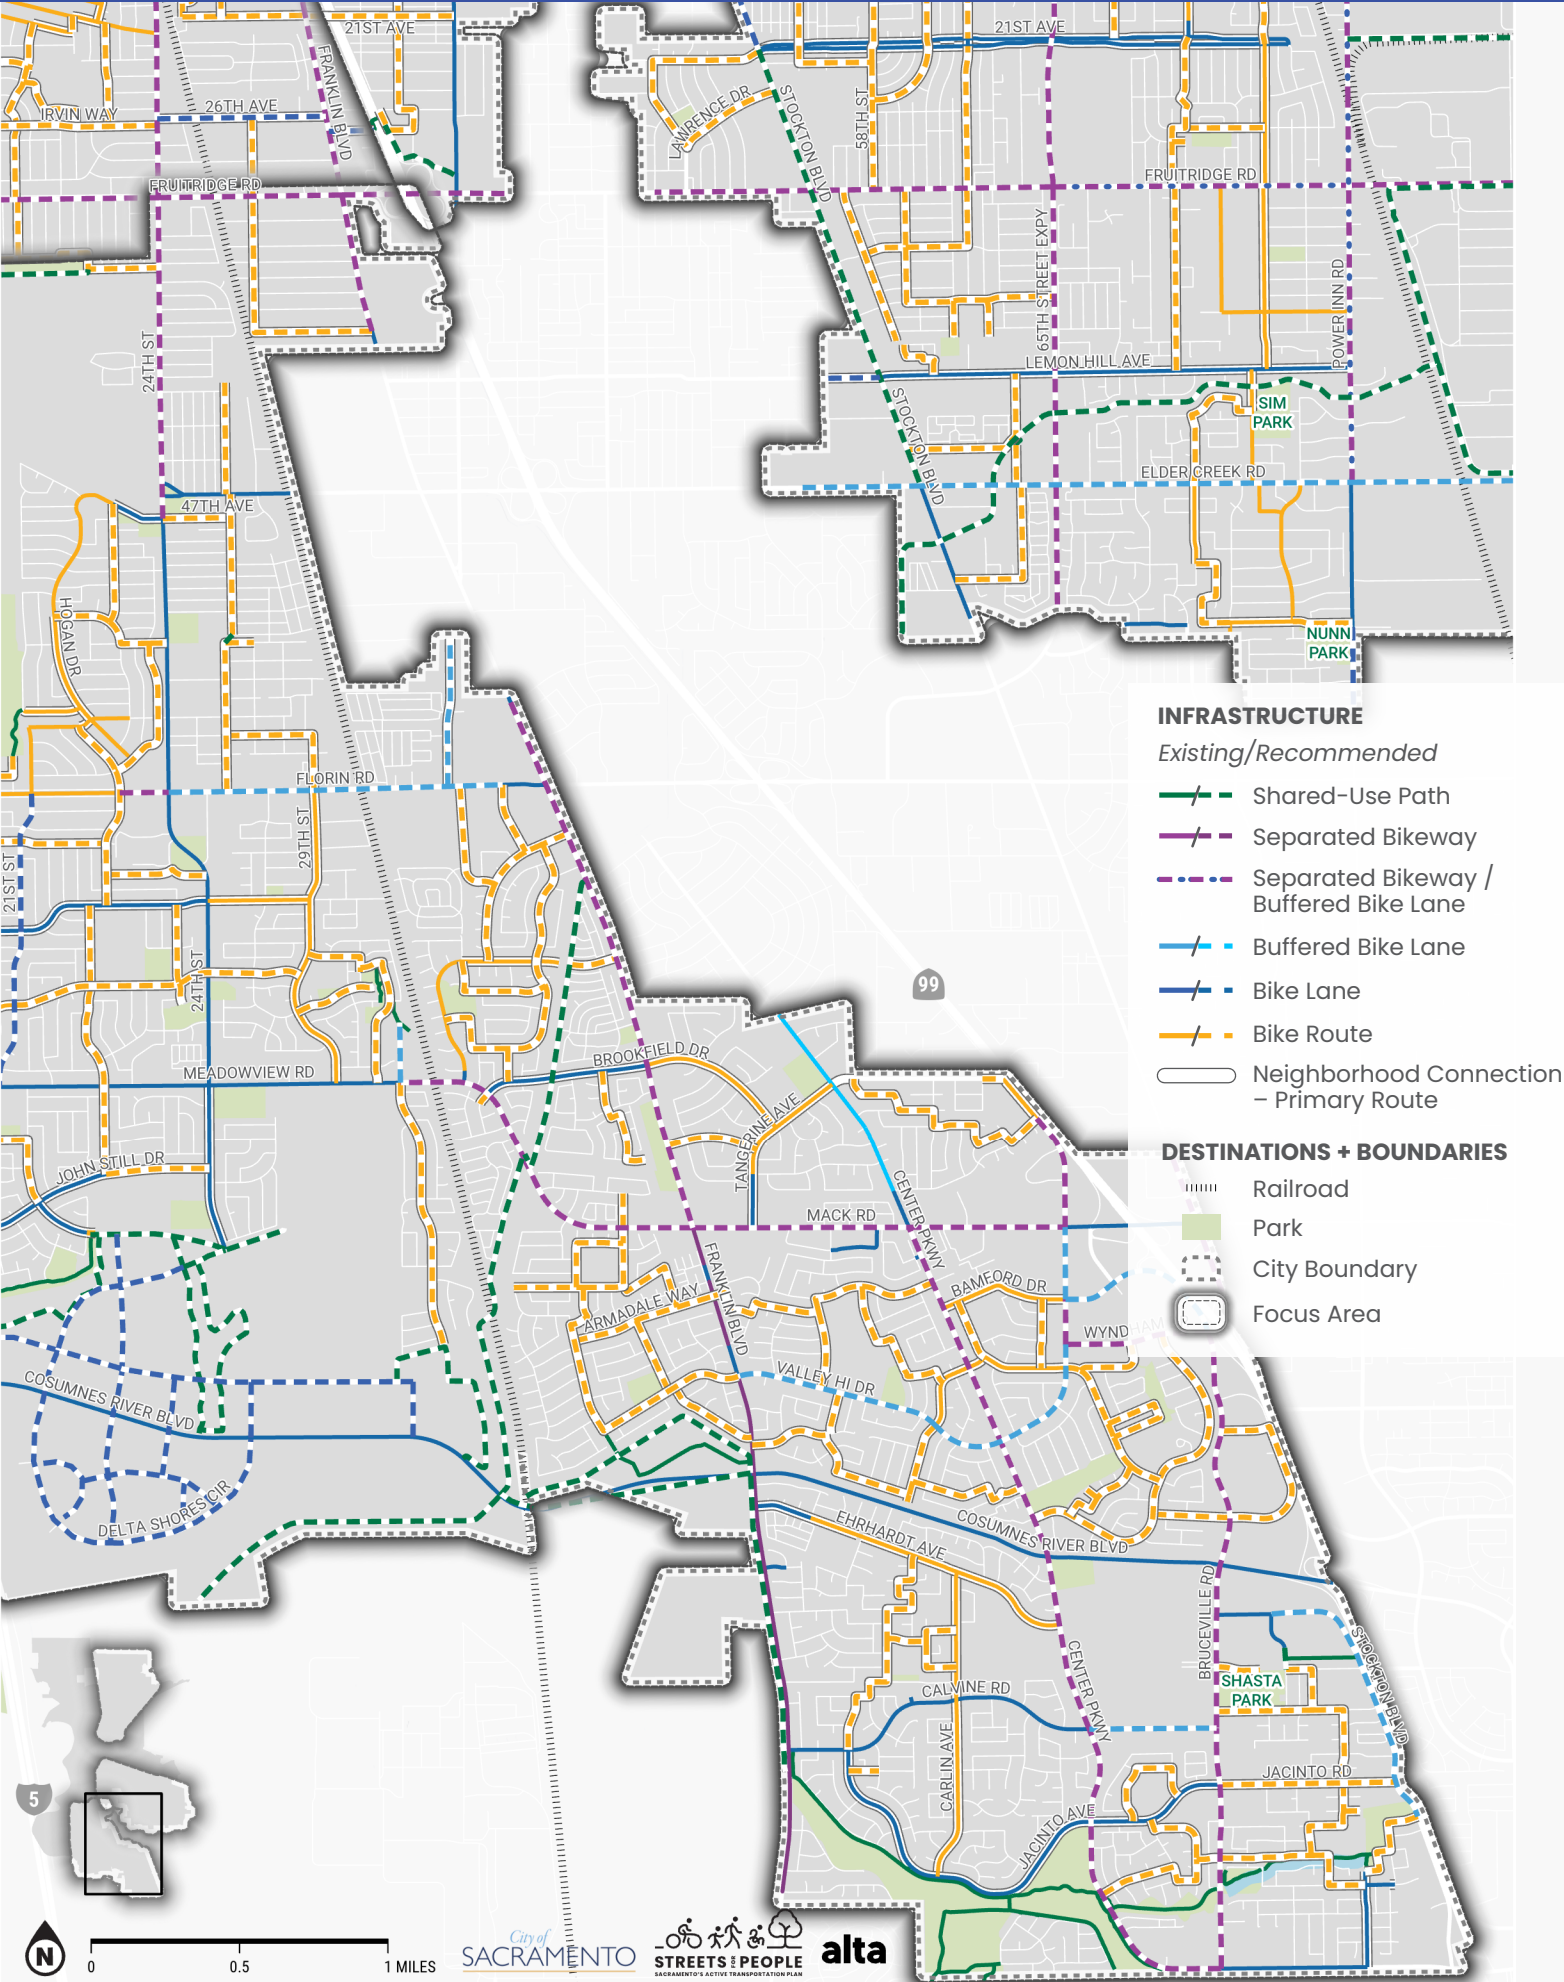 21ST AVE
21ST AVE
FRANKLIN BLVD
26TH AVE
IRVIN WAY
LAWRENCE DR
STOCKTON BLVD
58TH ST
FRUITRIDGE RD
FRUITRIDGE RD
65TH STREET EXPY
POWER INN RD
24TH ST
LEMON HILL AVE
STOCKTON BLVD
SIM
PARK
ELDER CREEK RD
47TH AVE
HOGAN DR
NUNN
PARK
FLORIN RD
29TH ST
21ST ST
24TH ST
99
MEADOWVIEW RD
BROOKFIELD DR
TANGERINE AVE
JOHN STILL DR
CENTER PKWY
MACK RD
FRANKLIN BLVD
ARMADALE WAY
BAMFORD DR
WYNDHAM
VALLEY HI DR
COSUMNES RIVER BLVD
DELTA SHORES CIR
EHRHARDT AVE
COSUMNES RIVER BLVD
BRUCEVILLE RD
STOCKTON BLVD
CENTER PKWY
SHASTA
PARK
CALVINE RD
CARLIN AVE
JACINTO RD
JACINTO AVE
INFRASTRUCTURE
Existing/Recommended
Shared-Use Path
Separated Bikeway
Separated Bikeway /
Buffered Bike Lane
Buffered Bike Lane
Bike Lane
Bike Route
Neighborhood Connection
– Primary Route
DESTINATIONS + BOUNDARIES
Railroad
Park
City Boundary
Focus Area
5
N
0 0.5 1 MILES
City of
SACRAMENTO
STREETS FOR PEOPLE
SACRAMENTO'S ACTIVE TRANSPORTATION PLAN
alta